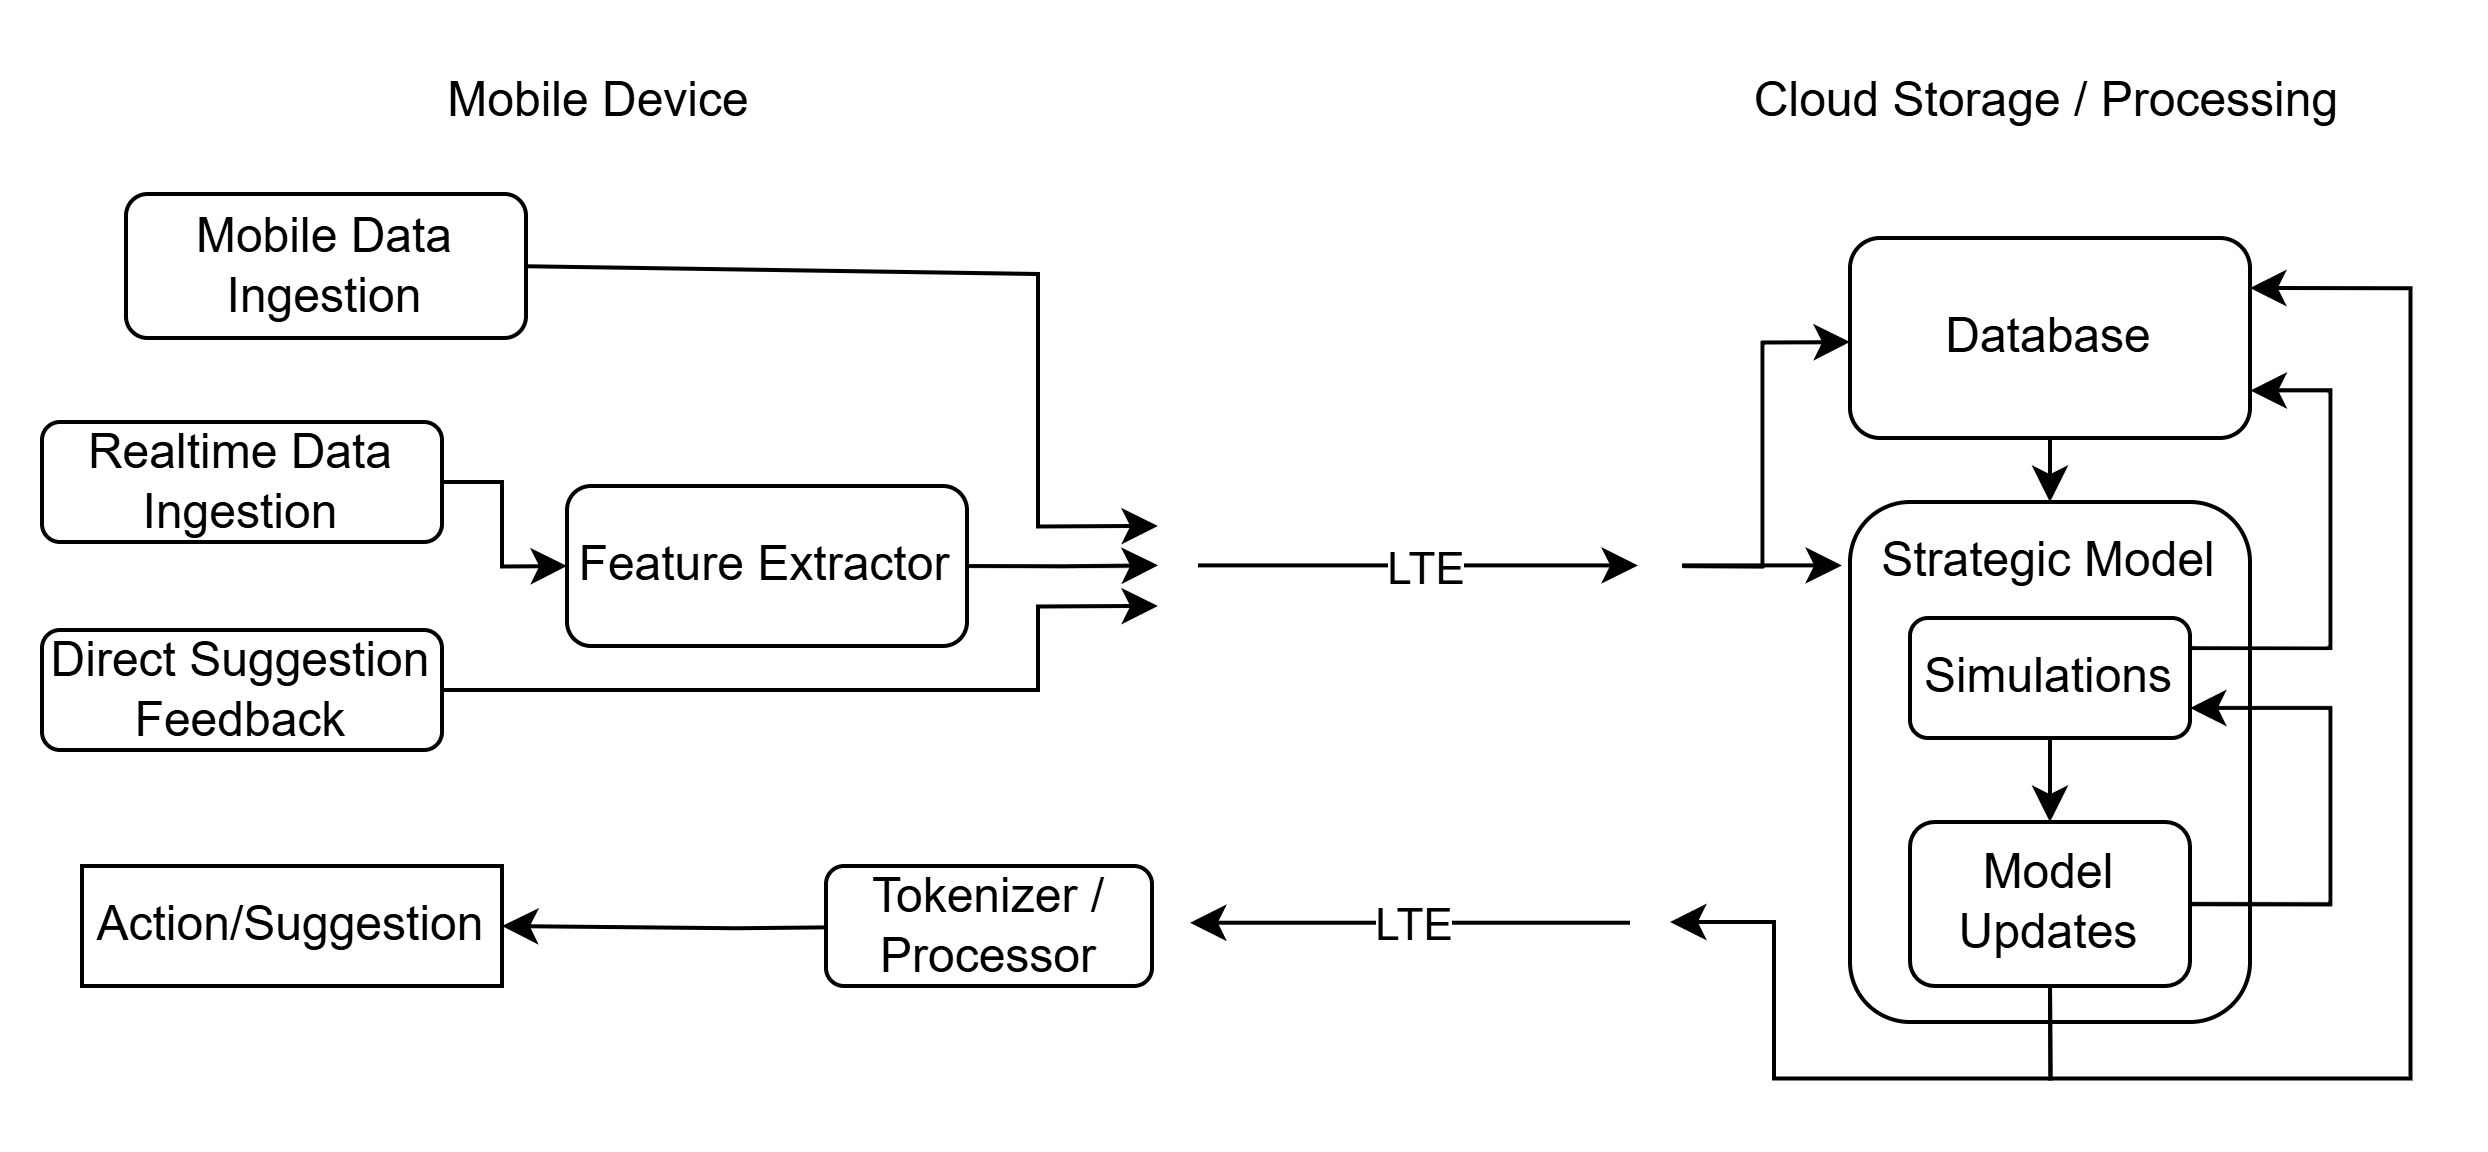 Mobile Device
Cloud Storage / Processing
Mobile Data
Ingestion
Realtime Data
Ingestion
Feature Extractor
Direct Suggestion
Feedback
LTE
Database
Strategic Model
Simulations
Model
Updates
LTE
Tokenizer /
Processor
Action/Suggestion